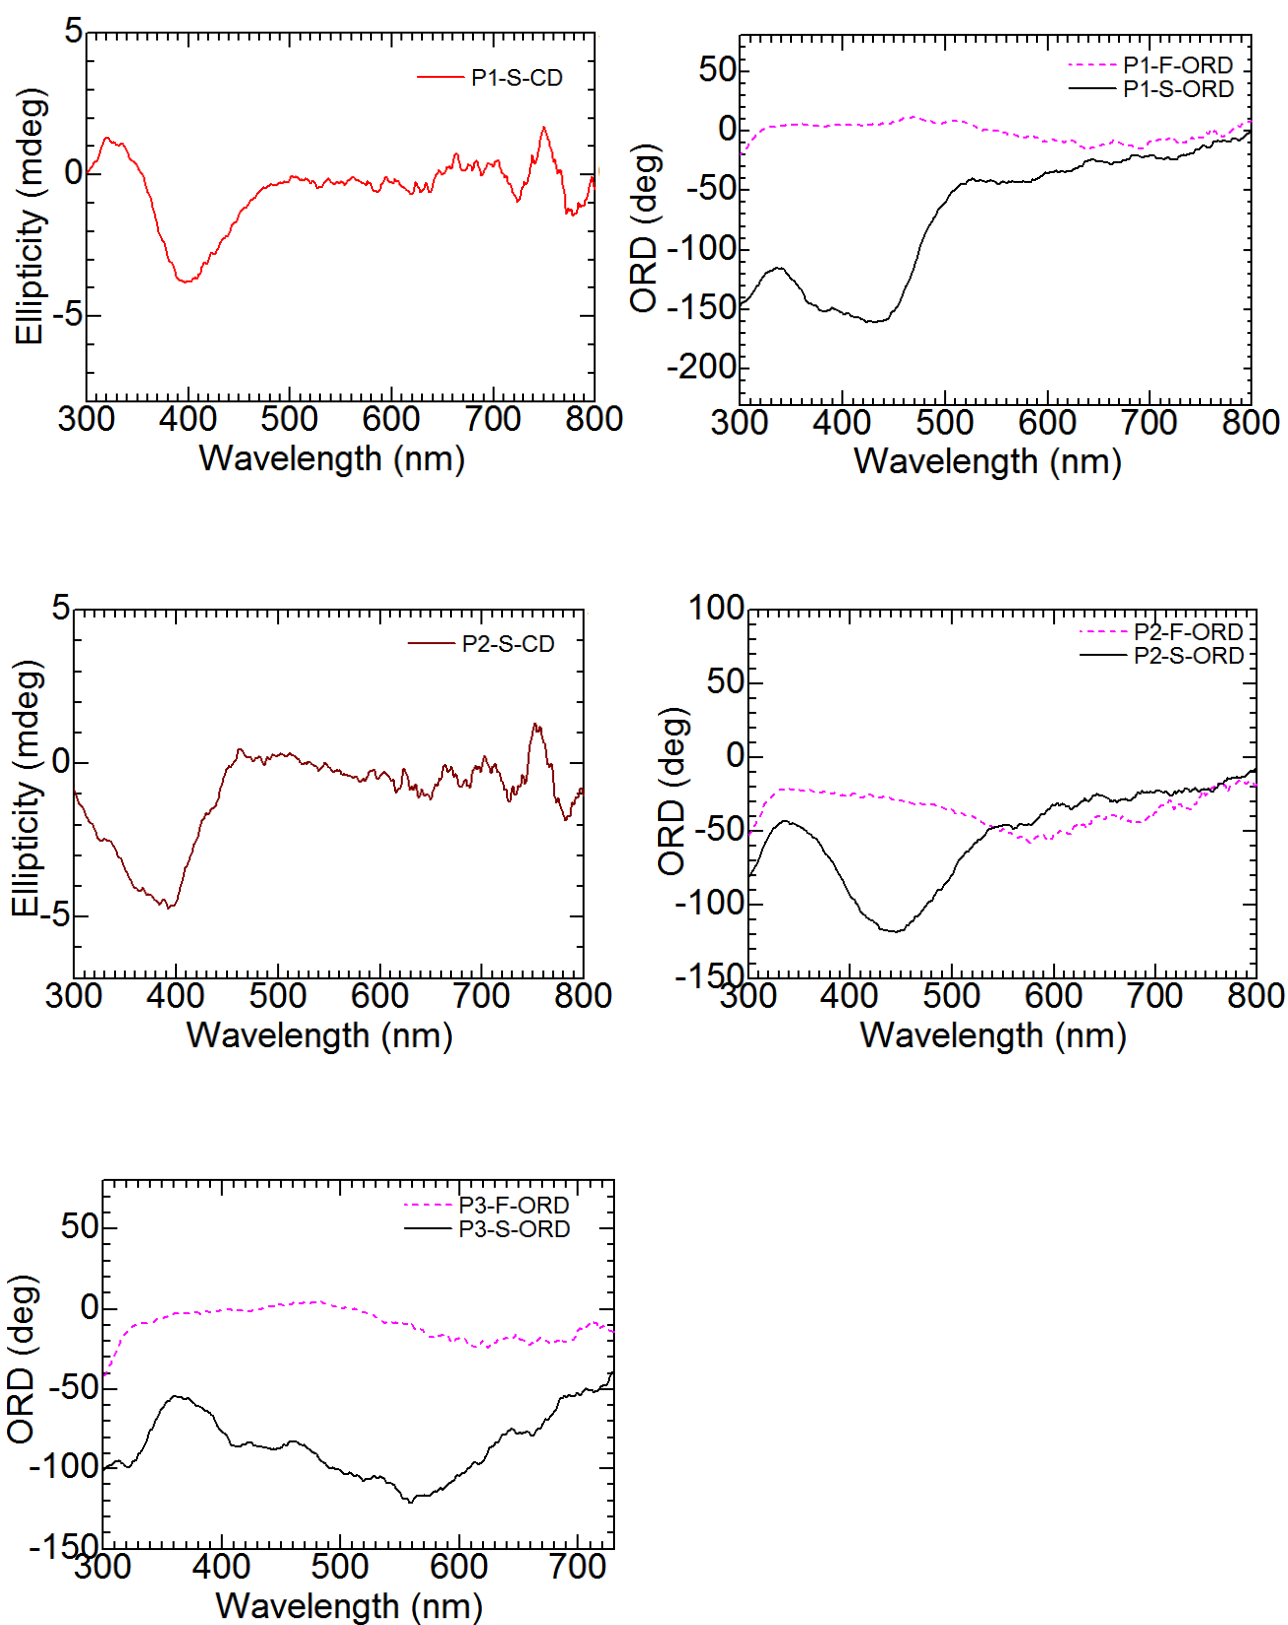 5
0
-5
Ellipticity (mdeg)
P1-S-CD
300 400 500 600 700 800
Wavelength (nm)
50
0
-50
-100
-150
-200
ORD (deg)
P1-F-ORD
P1-S-ORD
300 400 500 600 700 800
Wavelength (nm)
5
0
-5
Ellipticity (mdeg)
P2-S-CD
300 400 500 600 700 800
Wavelength (nm)
100
50
0
-50
-100
-150
ORD (deg)
P2-F-ORD
P2-S-ORD
300 400 500 600 700 800
Wavelength (nm)
50
0
-50
-100
-150
ORD (deg)
P3-F-ORD
P3-S-ORD
300 400 500 600 700
Wavelength (nm)